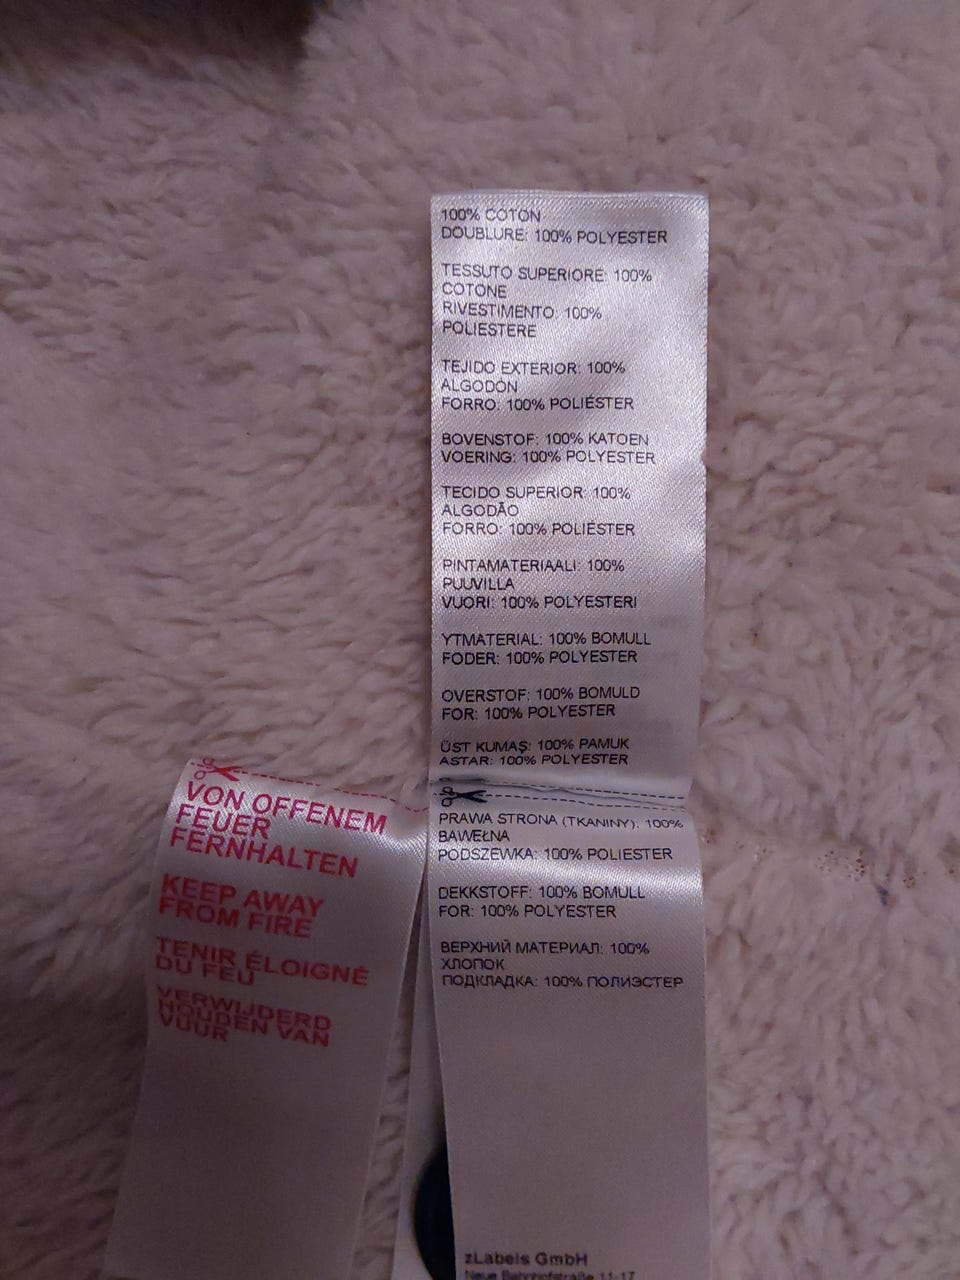 100% COTON
DOUBLURE: 100% POLYESTER
TESSUTO SUPERIORE: 100%
COTONE
RIVESTIMENTO: 100%
POLIESTERE
TEJIDO EXTERIOR: 100%
ALGODÓN
FORRO: 100% POLIÉSTER
BOVENSTOF: 100% KATOEN
VOERING: 100% POLYESTER
TECIDO SUPERIOR: 100%
ALGODÃO
FORRO: 100% POLIÉSTER
PINTAMATERIAALI: 100%
PUUVILLA
VUORI: 100% POLYESTERI
YTMATERIAL: 100% BOMULL
FODER: 100% POLYESTER
OVERSTOF: 100% BOMULD
FOR: 100% POLYESTER
ÜST KUMAŞ: 100% PAMUK
ASTAR: 100% POLYESTER
PRAWA STRONA (TKANINY): 100%
BAWEŁNA
PODSZEWKA: 100% POLIESTER
DEKKSTOFF: 100% BOMULL
FOR: 100% POLYESTER
ВЕРХНИЙ МАТЕРИАЛ: 100%
ХЛОПОК
ПОДКЛАДКА: 100% ПОЛИЭСТЕР
zLabels GmbH
Neue Bahnhofstraße 11-17
VON OFFENEM
FEUER
FERNHALTEN
KEEP AWAY
FROM FIRE
TENIR ÉLOIGNÉ
DU FEU
VERWIJDERD
HOUDEN VAN
VUUR